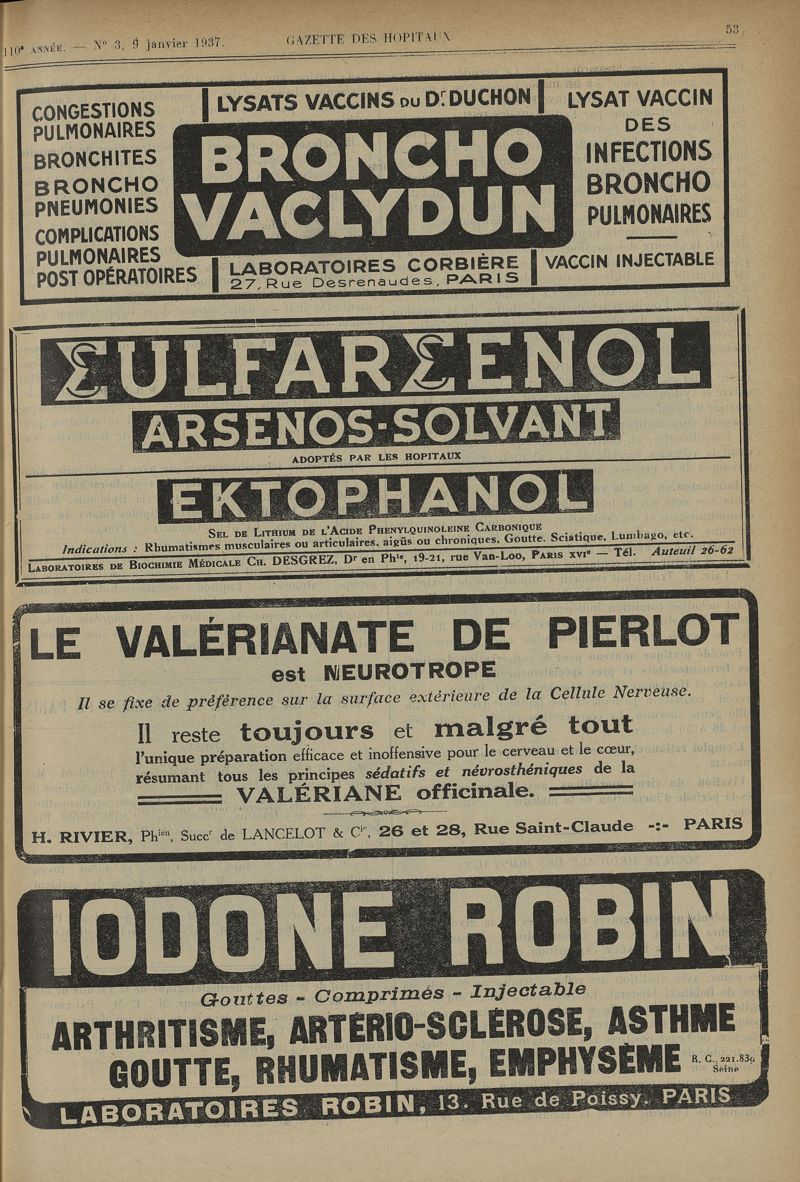 110e ANNÉE. — No 3, 9 janvier 1937.
GAZETTE DES HOPITAUX
53
CONGESTIONS
PULMONAIRES
BRONCHITES
BRONCHO
PNEUMONIES
COMPLICATIONS
PULMONAIRES
POST OPÉRATOIRES
LYSATS VACCINS DU Dr. DUCHON
BRONCHO
VACLYDUN
LABORATOIRES CORBIÈRE
27, Rue Desrenaudes, PARIS
LYSAT VACCIN
DES
INFECTIONS
BRONCHO
PULMONAIRES
VACCIN INJECTABLE
ΣULFARΣENOL
ARSENOS-SOLVANT
ADOPTÉS PAR LES HOPITAUX
EKTOPHANOL
SEL DE LITHIUM DE L'ACIDE PHENYLQUINOLEINE CARBONIQUE
Indications : Rhumatismes musculaires ou articulaires, aigüs ou chroniques, Goutte, Sciatique, Lumbago, etc.
LABORATOIRES DE BIOCHIMIE MÉDICALE CH. DESGREZ, Dr en Phie, 19-21, rue Van-Loo, PARIS XVIe — Tél. Auteuil 26-62
LE VALÉRIANATE DE PIERLOT
est NEUROTROPE
Il se fixe de préférence sur la surface extérieure de la Cellule Nerveuse.
Il reste toujours et malgré tout
l'unique préparation efficace et inoffensive pour le cerveau et le cœur,
résumant tous les principes sédatifs et névrosthéniques de la
VALÉRIANE officinale.
H. RIVIER, Phien, Succr de LANCELOT & Cie, 26 et 28, Rue Saint-Claude -:- PARIS
IODONE ROBIN
Gouttes - Comprimés - Injectable
ARTHRITISME, ARTÉRIO-SCLÉROSE, ASTHME
GOUTTE, RHUMATISME, EMPHYSÈME
R. C., 221.839
Seine
LABORATOIRES ROBIN, 13, Rue de Poissy, PARIS